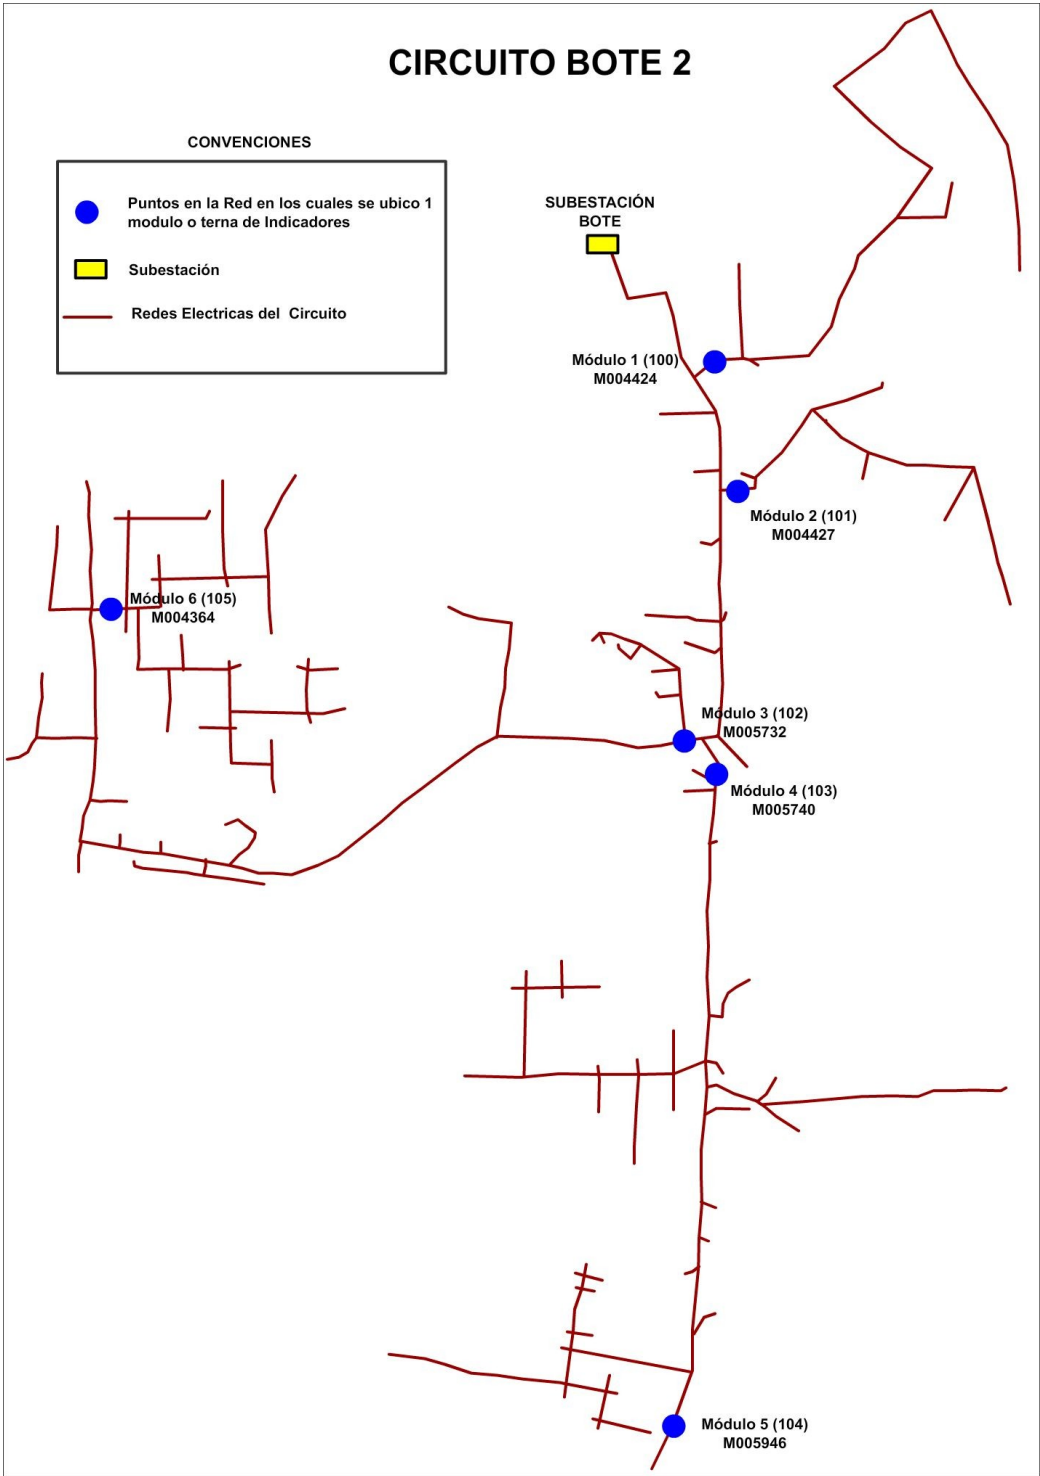 CIRCUITO BOTE 2
CONVENCIONES
Puntos en la Red en los cuales se ubico 1
modulo o terna de Indicadores
Subestación
Redes Electricas del Circuito
SUBESTACIÓN
BOTE
Módulo 1 (100)
M004424
Módulo 2 (101)
M004427
Módulo 6 (105)
M004364
Módulo 3 (102)
M005732
Módulo 4 (103)
M005740
Módulo 5 (104)
M005946